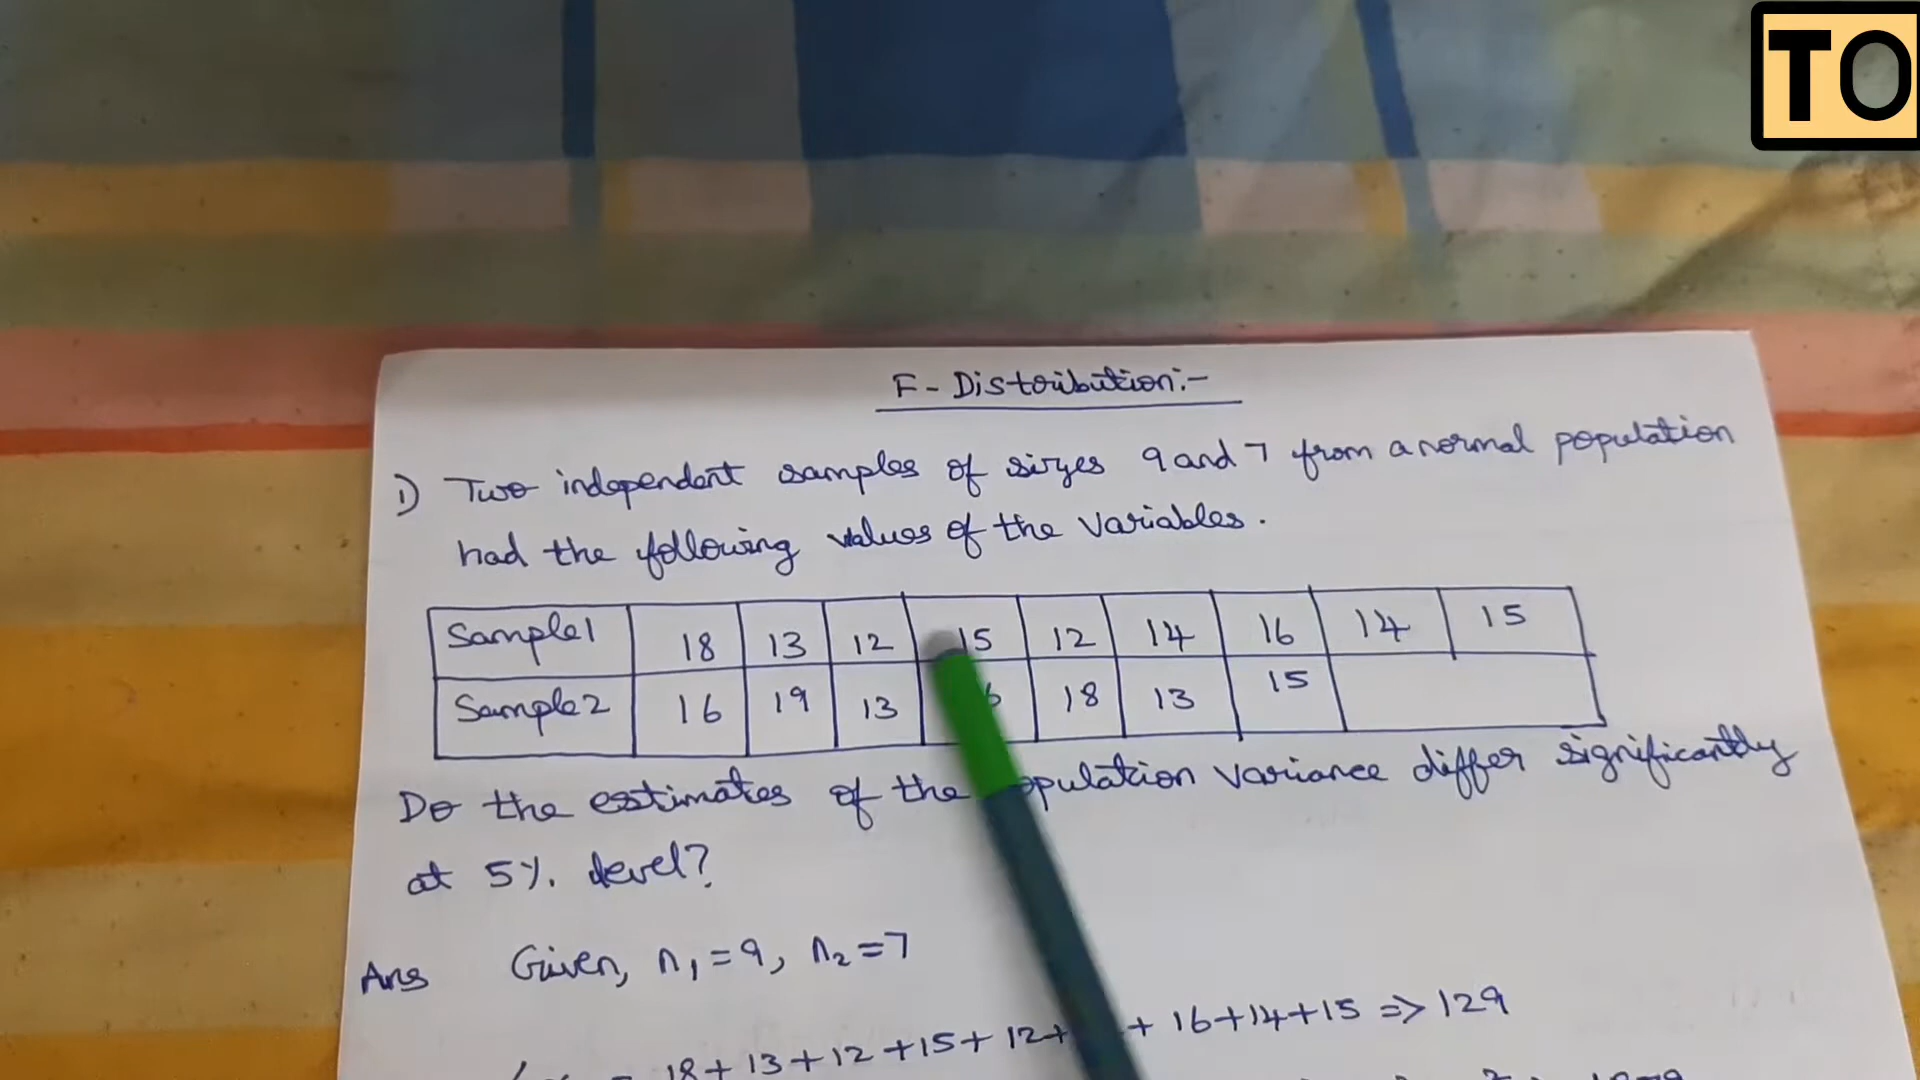 TO
F - Distribution:-
1) Two independent samples of sizes 9 and 7 from a normal population
had the following values of the variables.
Sample1 18 13 12 15 12 14 16 14 15
Sample2 16 19 13 18 13 15
Do the estimates of the population variance differ significantly
at 5%. level?
Ans Given, n₁=9, n₂=7
= 18+13+12+15+12+ + 16+14+15 => 129